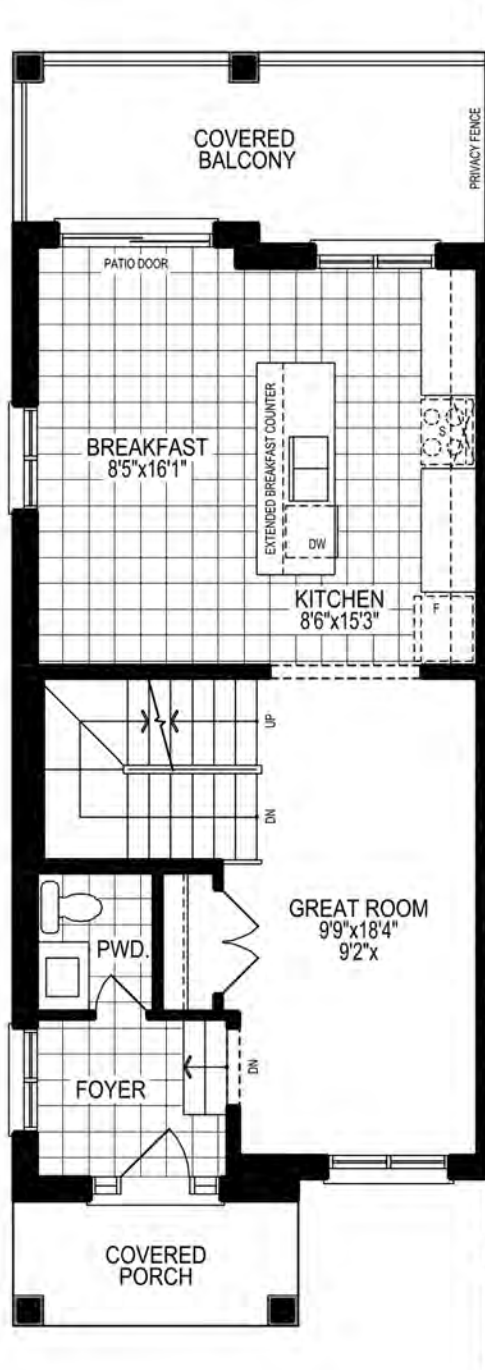 COVERED
BALCONY
PRIVACY FENCE
PATIO DOOR
BREAKFAST
8'5"x16'1"
EXTENDED BREAKFAST COUNTER
S
DW
KITCHEN
8'6"x15'3"
F
UP
DN
GREAT ROOM
9'9"x18'4"
9'2"x
PWD.
FOYER
DN
COVERED
PORCH